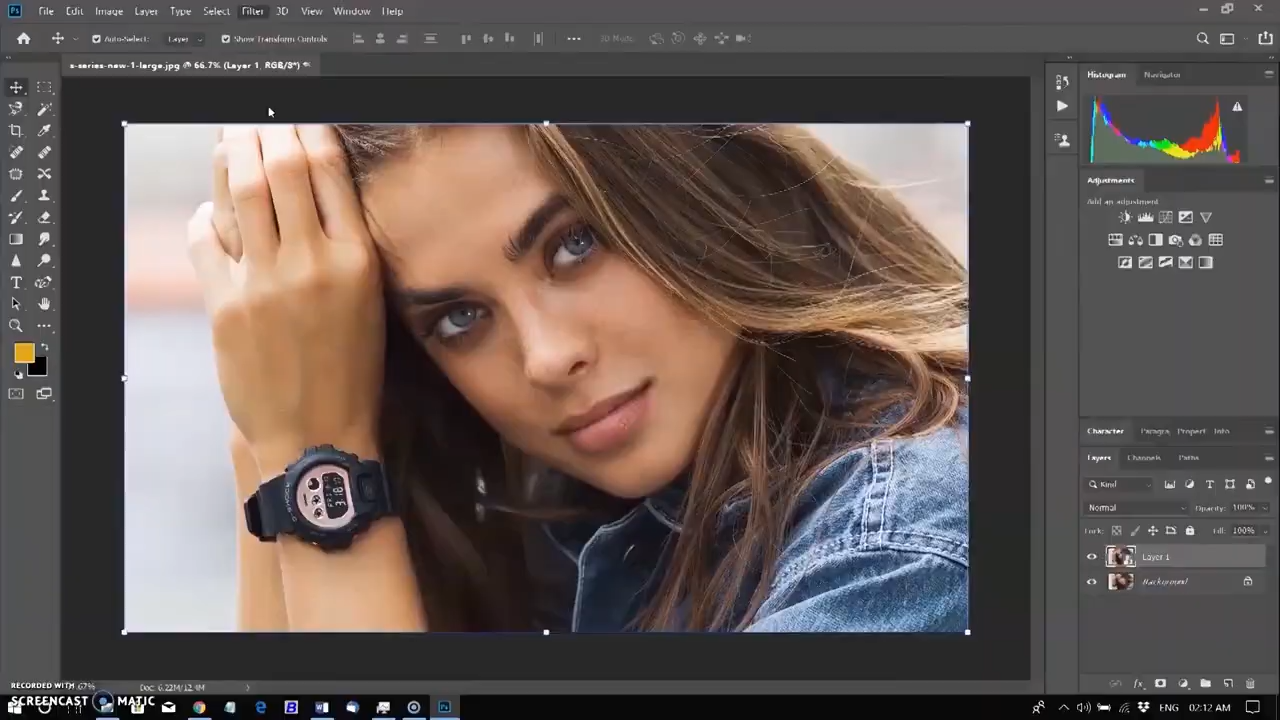 Ps File Edit Image Layer Type Select Filter 3D View Window Help
Auto-Select: Layer Show Transform Controls 3D Mode:
s-series-new-1-large.jpg @ 66.7% (Layer 1, RGB/8*) *
Histogram Navigator
Adjustments
Add an adjustment
Character Paragra Propert Info
Layers Channels Paths
Kind
Normal Opacity: 100%
Lock: Fill: 100%
Layer 1
Background
Doc: 6.22M/12.4M
RECORDED WITH
SCREENCAST MATIC
ENG 02:12 AM